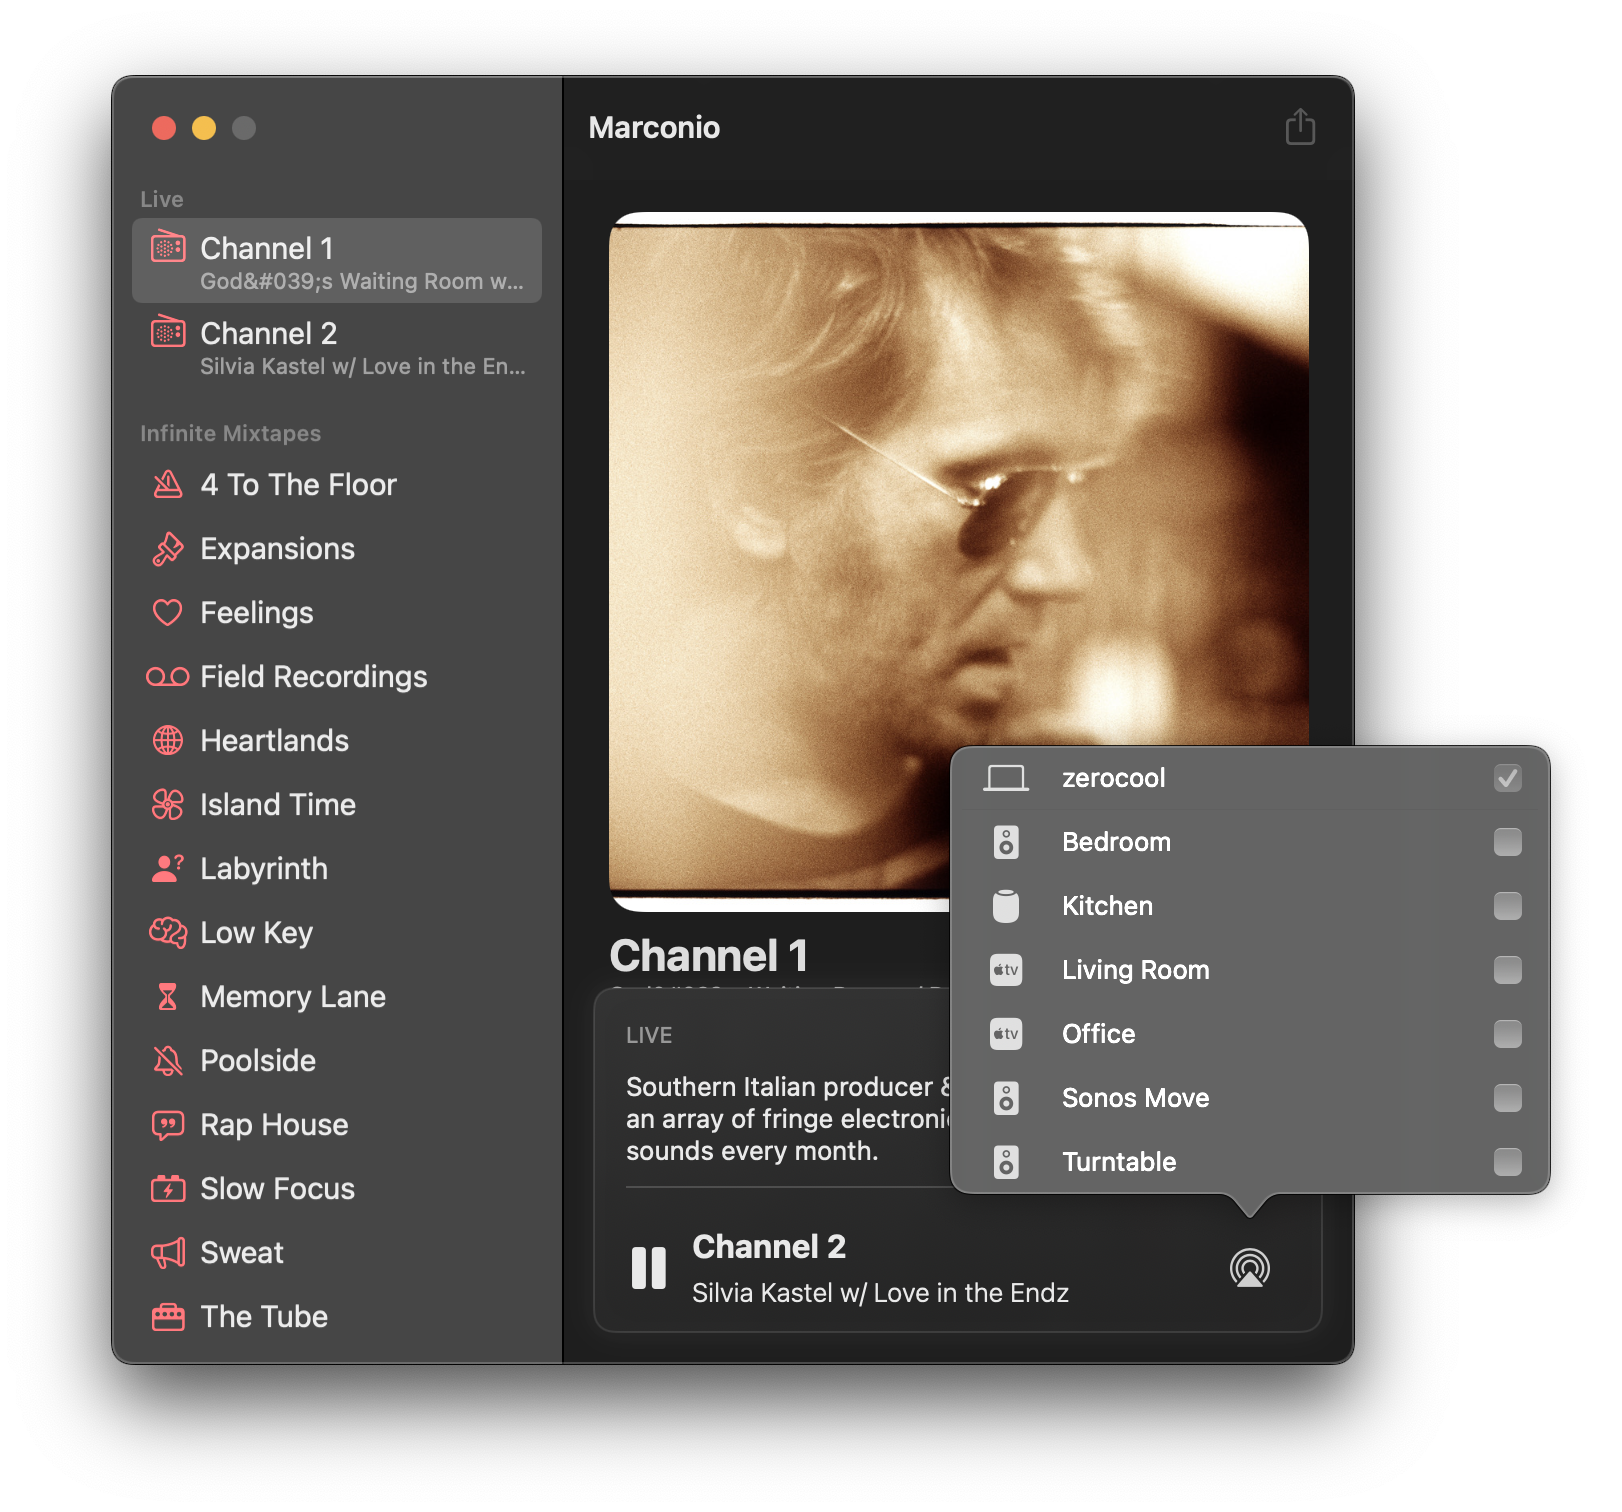 Marconio
Live
Channel 1
God&#039;s Waiting Room w...
Channel 2
Silvia Kastel w/ Love in the En...
Infinite Mixtapes
4 To The Floor
Expansions
Feelings
Field Recordings
Heartlands
Island Time
Labyrinth
Low Key
Memory Lane
Poolside
Rap House
Slow Focus
Sweat
The Tube
Channel 1
LIVE
Southern Italian producer &
an array of fringe electroni
sounds every month.
Channel 2
Silvia Kastel w/ Love in the Endz
zerocool
Bedroom
Kitchen
tv Living Room
tv Office
Sonos Move
Turntable